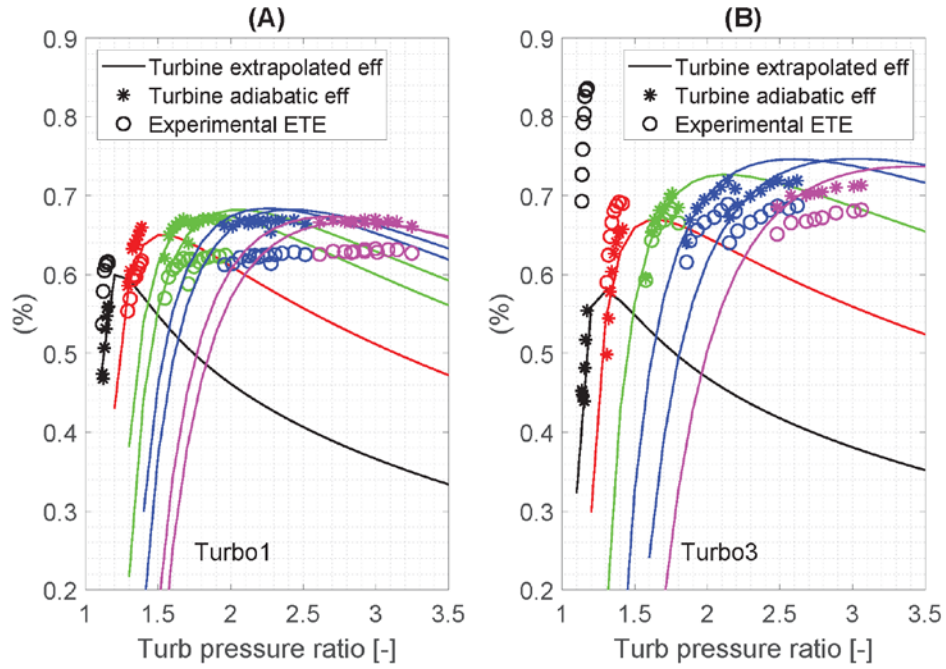 (A)
0.9
0.8
0.7
0.6
0.5
0.4
0.3
0.2
(%)
Turbine extrapolated eff
Turbine adiabatic eff
Experimental ETE
Turbo1
1 1.5 2 2.5 3 3.5
Turb pressure ratio [-]
(B)
0.9
0.8
0.7
0.6
0.5
0.4
0.3
0.2
(%)
Turbine extrapolated eff
Turbine adiabatic eff
Experimental ETE
Turbo3
1 1.5 2 2.5 3 3.5
Turb pressure ratio [-]